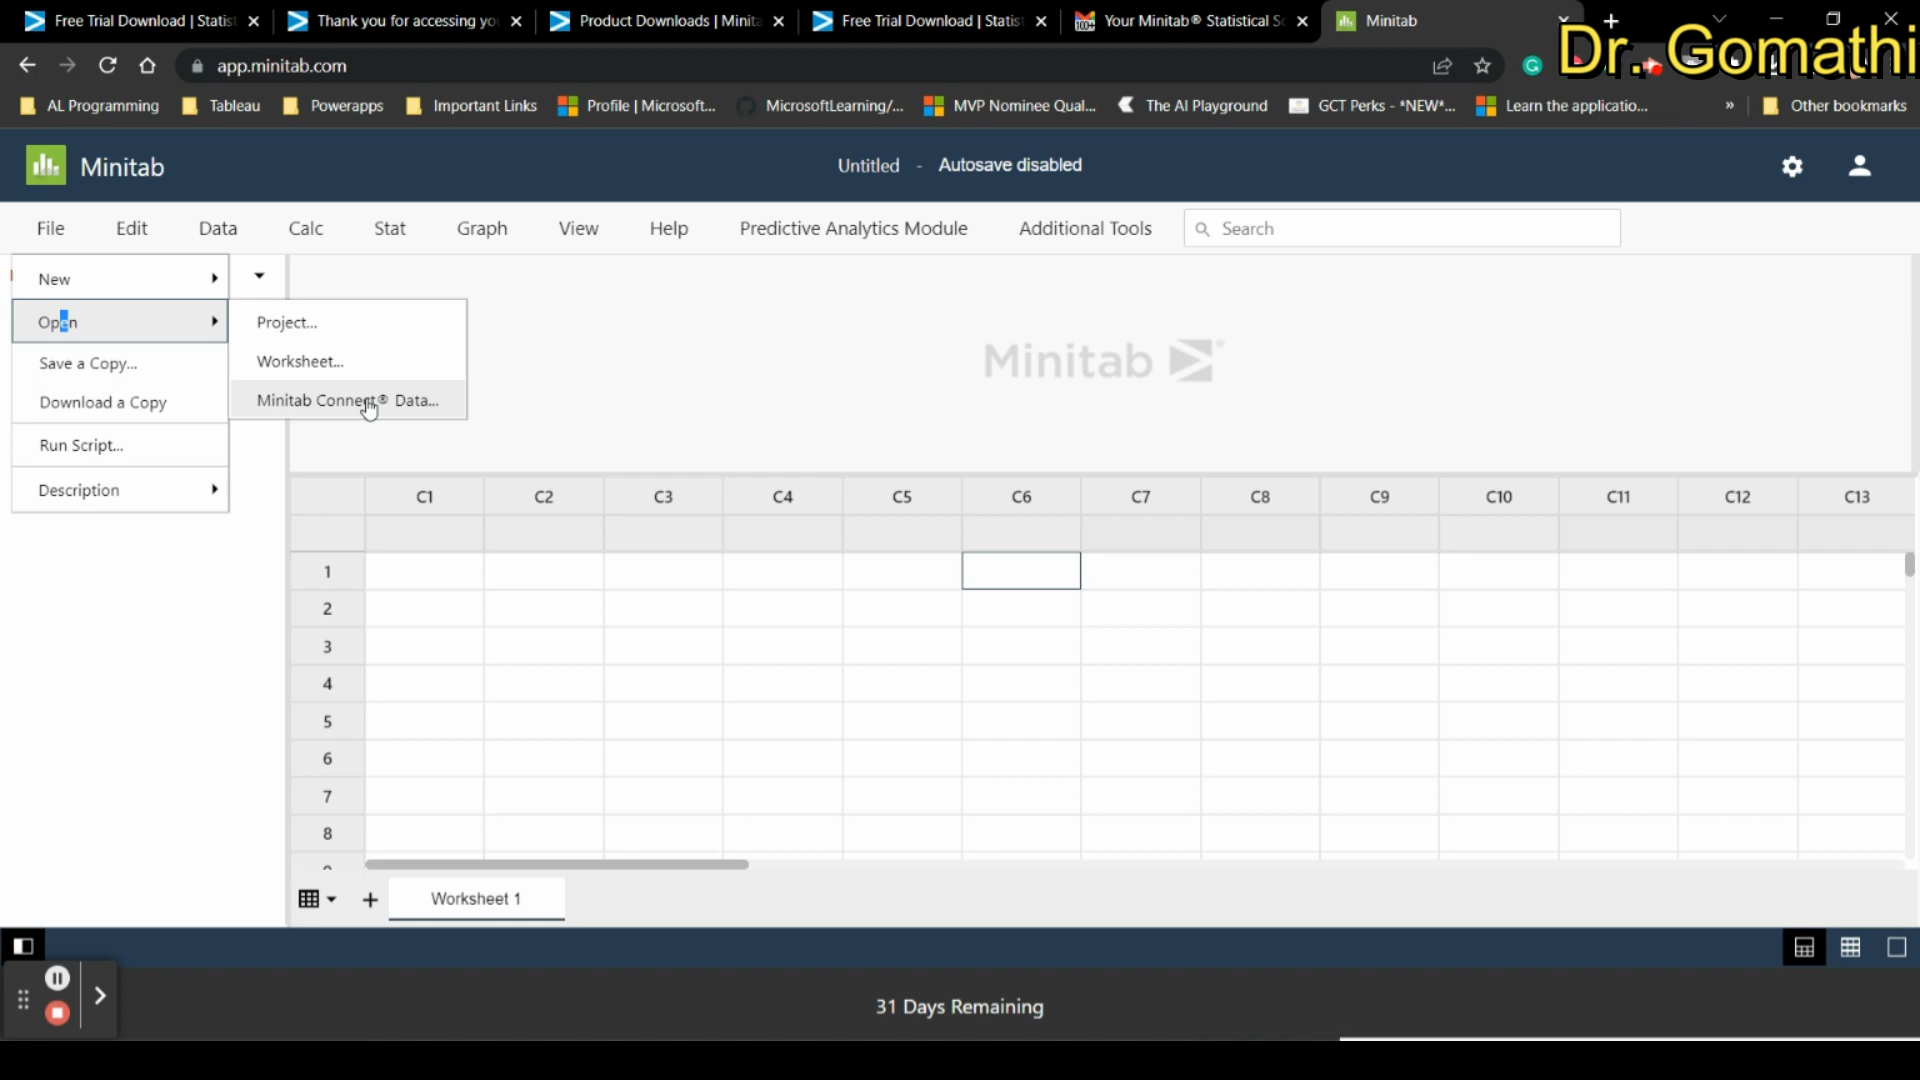 Free Trial Download | Statist
Thank you for accessing yo
Product Downloads | Minita
Free Trial Download | Statist
Your Minitab® Statistical So
Minitab
Dr. Gomathi
app.minitab.com
AL Programming
Tableau
Powerapps
Important Links
Profile | Microsoft...
MicrosoftLearning/...
MVP Nominee Qual...
The AI Playground
GCT Perks - *NEW*...
Learn the applicatio...
»
Other bookmarks
Minitab
Untitled - Autosave disabled
File
Edit
Data
Calc
Stat
Graph
View
Help
Predictive Analytics Module
Additional Tools
Search
New
Open
Project...
Worksheet...
Save a Copy...
Minitab Connect® Data...
Download a Copy
Run Script...
Description
Minitab
C1 C2 C3 C4 C5 C6 C7 C8 C9 C10 C11 C12 C13
1
2
3
4
5
6
7
8
Worksheet 1
31 Days Remaining